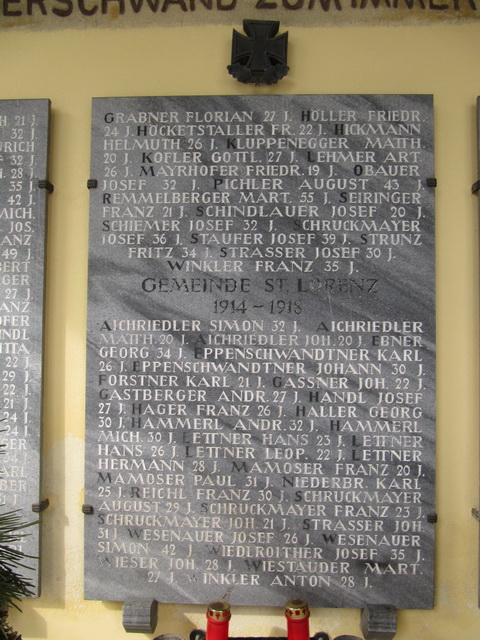 ERSCHWAND ZUM IMMER
GRABNER FLORIAN 27 J. HÖLLER FRIEDR.
24 J. HÖCKETSTALLER FR. 22 J. HICKMANN
HELMUTH 26 J. KLUPPENEGGER MATTH.
20 J. KOFLER GOTTL. 27 J. LEHMER ART.
26 J. MAYRHOFER FRIEDR. 19 J. OBAUER
JOSEF 32 J. PICHLER AUGUST 43 J.
REMMELBERGER MART. 55 J. SEIRINGER
FRANZ 21 J. SCHINDLAUER JOSEF 20 J.
SCHIEMER JOSEF 32 J. SCHRUCKMAYER
JOSEF 36 J. STAUFER JOSEF 39 J. STRUNZ
FRITZ 34 J. STRASSER JOSEF 30 J.
WINKLER FRANZ 35 J.
GEMEINDE ST. LORENZ
1914-1918
AICHRIEDLER SIMON 32 J. AICHRIEDLER
MATTH. 20 J. AICHRIEDLER JOH. 20 J. EBNER
GEORG 34 J. EPPENSCHWANDTNER KARL
26 J. EPPENSCHWANDTNER JOHANN 30 J.
FORSTNER KARL 21 J. GASSNER JOH. 22 J.
GASTBERGER ANDR. 27 J. HANDL JOSEF
27 J. HAGER FRANZ 26 J. HALLER GEORG
30 J. HAMMERL ANDR. 32 J. HAMMERL
MICH. 30 J. LETTNER HANS 23 J. LETTNER
HANS 26 J. LETTNER LEOP. 22 J. LETTNER
HERMANN 28 J. MAMOSER FRANZ 20 J.
MAMOSER PAUL 31 J. NIEDERBR. KARL
25 J. REICHL FRANZ 30 J. SCHRUCKMAYER
AUGUST 29 J. SCHRUCKMAYER FRANZ 23 J.
SCHRUCKMAYER JOH. 21 J. STRASSER JOH.
31 J. WESENAUER JOSEF 26 J. WESENAUER
SIMON 42 J. WIEDLROITHER JOSEF 35 J.
WIESER JOH. 28 J. WIESTAUDER MART.
27 J. WINKLER ANTON 28 J.